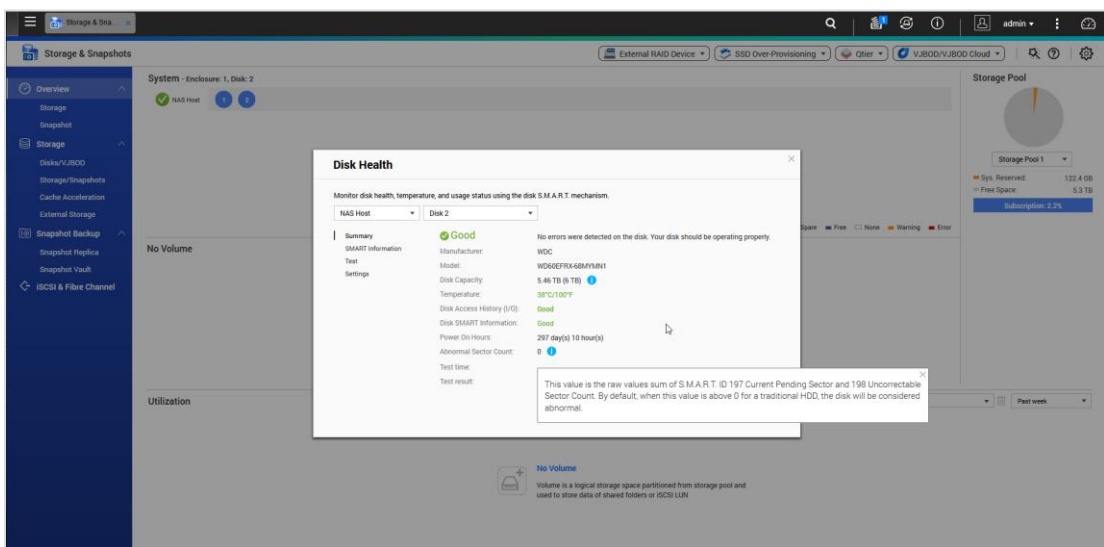 Storage & Sna... ×
1
admin
Storage & Snapshots
External RAID Device
SSD Over-Provisioning
Qtier
VJBOD/VJBOD Cloud
Overview
Storage
Snapshot
Storage
Disks/VJBOD
Storage/Snapshots
Cache Acceleration
External Storage
Snapshot Backup
Snapshot Replica
Snapshot Vault
iSCSI & Fibre Channel
System - Enclosure: 1, Disk: 2
NAS Host 1 2
Storage Pool
Storage Pool 1
Sys. Reserved: 122.4 GB
Free Space: 5.3 TB
Subscription: 2.2%
Spare Free None Warning Error
No Volume
Disk Health
Monitor disk health, temperature, and usage status using the disk S.M.A.R.T. mechanism.
NAS Host Disk 2
Summary
SMART Information
Test
Settings
Good No errors were detected on the disk. Your disk should be operating properly.
Manufacturer: WDC
Model: WD60EFRX-68MYMN1
Disk Capacity: 5.46 TB (6 TB)
Temperature: 38°C/100°F
Disk Access History (I/O): Good
Disk SMART Information: Good
Power On Hours: 297 day(s) 10 hour(s)
Abnormal Sector Count: 0
Test time:
Test result:
This value is the raw values sum of S.M.A.R.T. ID 197 Current Pending Sector and 198 Uncorrectable
Sector Count. By default, when this value is above 0 for a traditional HDD, the disk will be considered
abnormal.
Utilization
Past week
No Volume
Volume is a logical storage space partitioned from storage pool and
used to store data of shared folders or iSCSI LUN